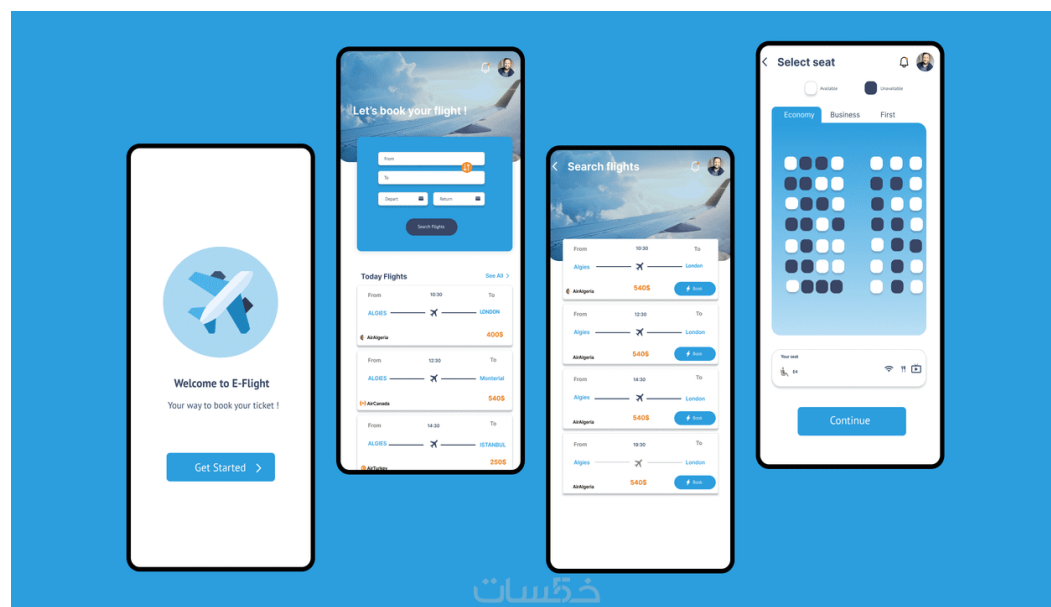 Welcome to E-Flight
Your way to book your ticket !
Get Started
Let's book your flight !
From
To
Depart
Return
Search Flights
Today Flights
See All >
From 10:30 To
ALGIES LONDON
AirAlgeria 400$
From 12:30 To
ALGIES Monterial
AirCanada 540$
From 14:30 To
ALGIES ISTANBUL
AirTurkey 250$
Search flights
From 10:30 To
Algies London
AirAlgeria 540$ Book
From 12:30 To
Algies London
AirAlgeria 540$ Book
From 14:30 To
Algies London
AirAlgeria 540$ Book
From 19:30 To
Algies London
AirAlgeria 540$ Book
Select seat
Available Unavailable
Economy Business First
Your seat
Continue
خمسات